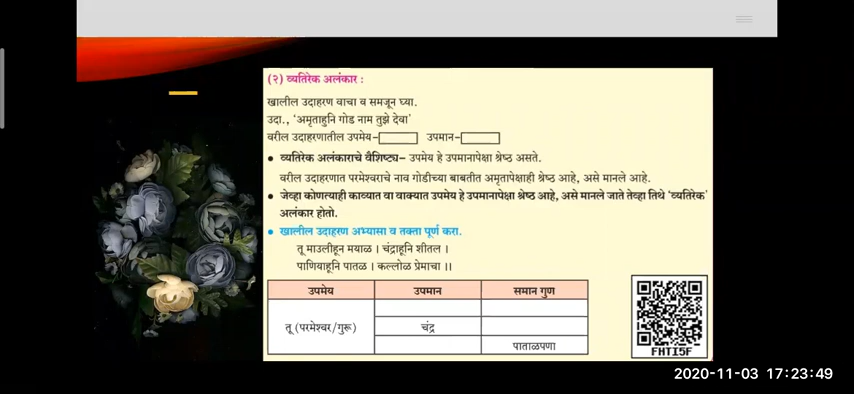 (२) व्यतिरेक अलंकार :
खालील उदाहरण वाचा व समजून घ्या.
उदा., ‘अमृताहुनि गोड नाम तुझे देवा’
वरील उदाहरणातील उपमेय– उपमान–
• व्यतिरेक अलंकाराचे वैशिष्ट्य– उपमेय हे उपमानापेक्षा श्रेष्ठ असते.
वरील उदाहरणात परमेश्वराचे नाव गोडीच्या बाबतीत अमृतापेक्षाही श्रेष्ठ आहे, असे मानले आहे.
• जेव्हा कोणत्याही काव्यात वा वाक्यात उपमेय हे उपमानापेक्षा श्रेष्ठ आहे, असे मानले जाते तेव्हा तिथे ‘व्यतिरेक’
अलंकार होतो.
• खालील उदाहरण अभ्यासा व तक्ता पूर्ण करा.
तू माउलीहून मयाळ । चंद्राहूनि शीतल ।
पाणियाहूनि पातळ । कल्लोळ प्रेमाचा ।।
उपमेय उपमान समान गुण
तू (परमेश्वर/गुरू) चंद्र
पाताळपणा
FHTI5F
2020-11-03 17:23:49